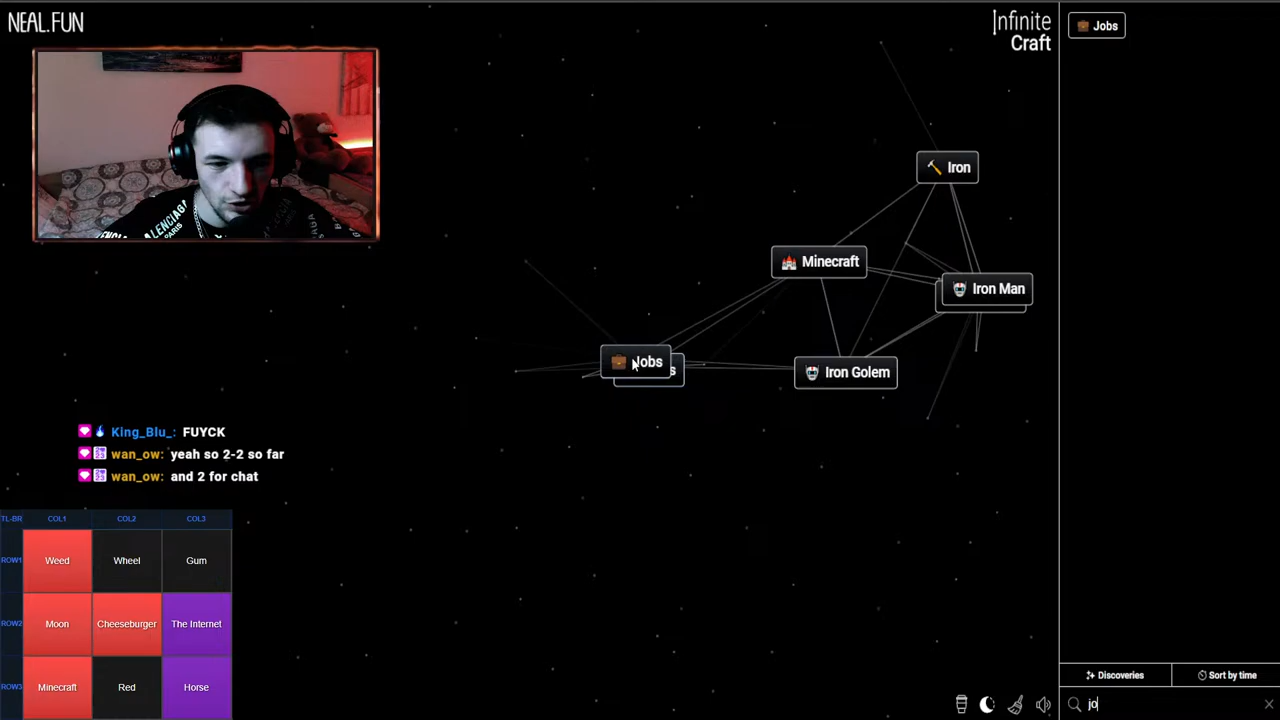 NEAL.FUN
Infinite
Craft
Jobs
Iron
Minecraft
Iron Man
Jobs
s
Iron Golem
King_Blu_: FUYCK
wan_ow: yeah so 2-2 so far
wan_ow: and 2 for chat
BALENCIAGA
PARIS
TL-BR COL1 COL2 COL3
ROW1 Weed Wheel Gum
ROW2 Moon Cheeseburger The Internet
ROW3 Minecraft Red Horse
Discoveries Sort by time
jo